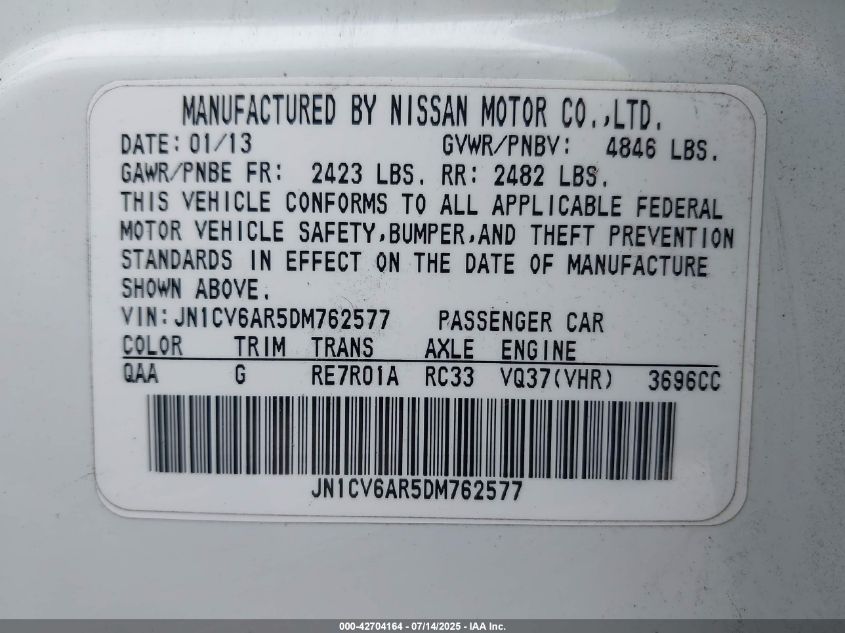 MANUFACTURED BY NISSAN MOTOR CO.,LTD.
DATE: 01/13 GVWR/PNBV: 4846 LBS.
GAWR/PNBE FR: 2423 LBS. RR: 2482 LBS.
THIS VEHICLE CONFORMS TO ALL APPLICABLE FEDERAL
MOTOR VEHICLE SAFETY,BUMPER,AND THEFT PREVENTION
STANDARDS IN EFFECT ON THE DATE OF MANUFACTURE
SHOWN ABOVE.
VIN:JN1CV6AR5DM762577 PASSENGER CAR
COLOR TRIM TRANS AXLE ENGINE
QAA G RE7R01A RC33 VQ37(VHR) 3696CC
JN1CV6AR5DM762577
000-42704164 - 07/14/2025 - IAA Inc.